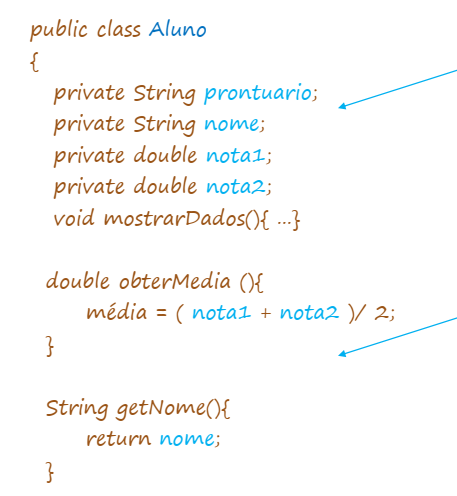 public class Aluno
{
private String prontuario;
private String nome;
private double nota1;
private double nota2;
void mostrarDados(){ ...}
double obterMedia (){
média = ( nota1 + nota2 )/ 2;
}
String getNome(){
return nome;
}